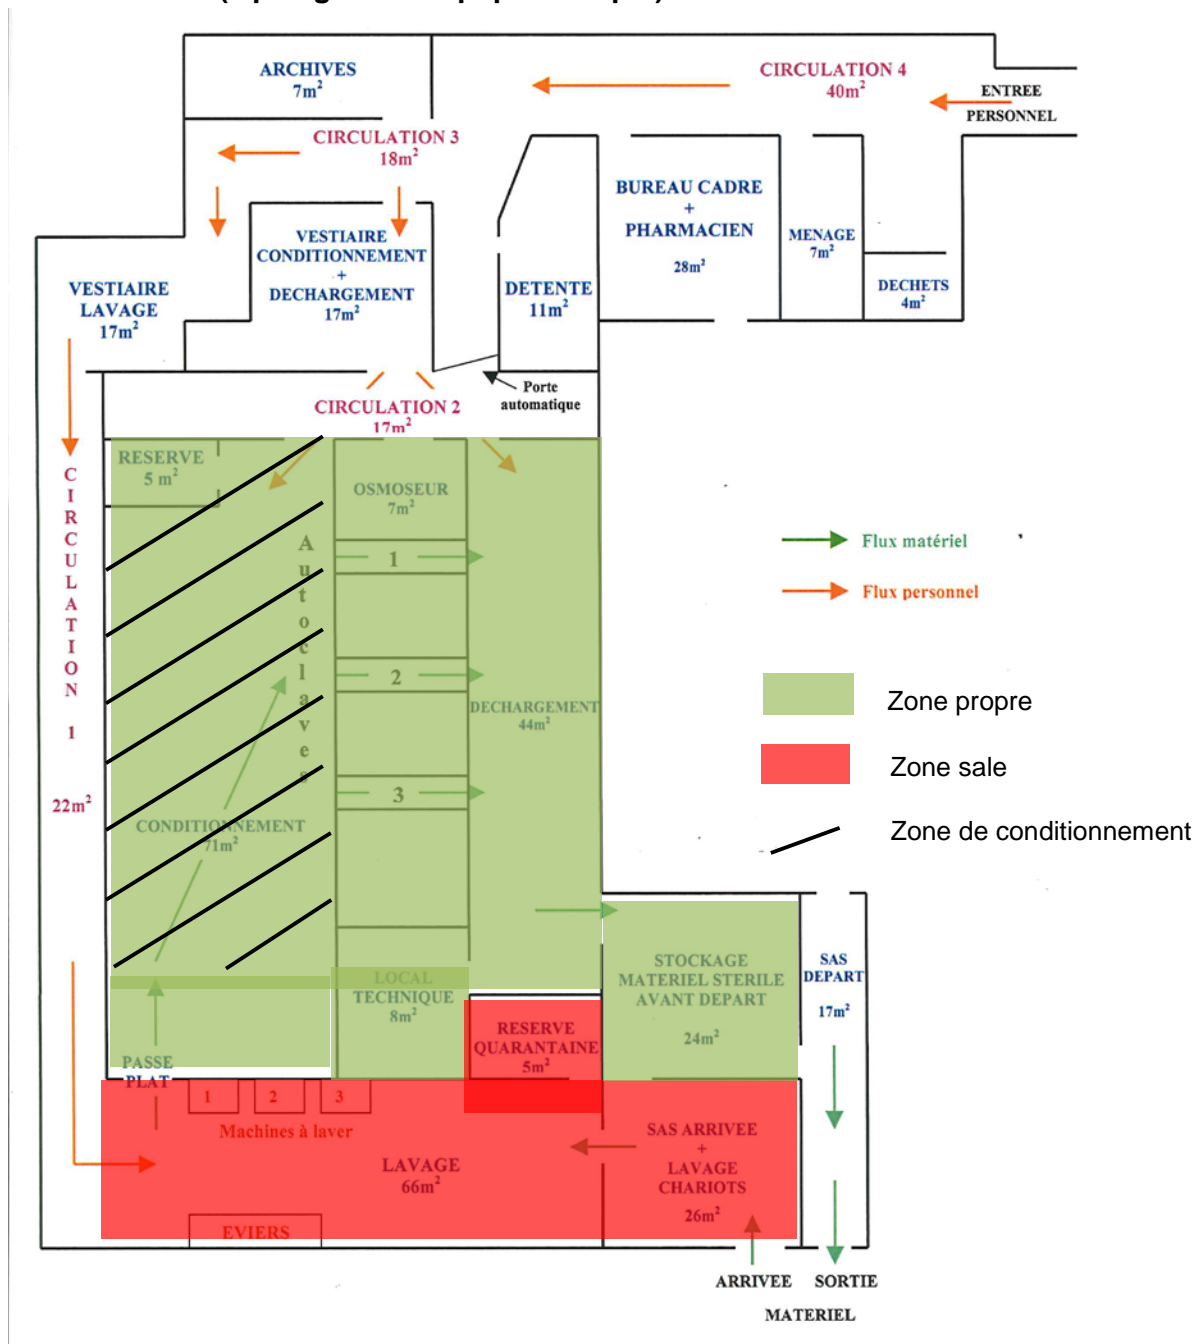 ARCHIVES
7m²
CIRCULATION 4
40m²
ENTREE
PERSONNEL
CIRCULATION 3
18m²
BUREAU CADRE
+
PHARMACIEN
28m²
MENAGE
7m²
DECHETS
4m²
VESTIAIRE
CONDITIONNEMENT
+
DECHARGEMENT
17m²
DETENTE
11m²
VESTIAIRE
LAVAGE
17m²
Porte
automatique
CIRCULATION 2
17m²
RESERVE
5 m²
OSMOSEUR
7m²
CIRCULATION 1
22m²
Autoclaves
1
2
3
DECHARGEMENT
44m²
CONDITIONNEMENT
71m²
Flux matériel
Flux personnel
Zone propre
Zone sale
Zone de conditionnement
LOCAL
TECHNIQUE
8m²
STOCKAGE
MATERIEL STERILE
AVANT DEPART
24m²
SAS
DEPART
17m²
RESERVE
QUARANTAINE
5m²
PASSE
PLAT
1
2
3
Machines à laver
LAVAGE
66m²
SAS ARRIVEE
+
LAVAGE
CHARIOTS
26m²
EVIERS
ARRIVEE SORTIE
MATERIEL